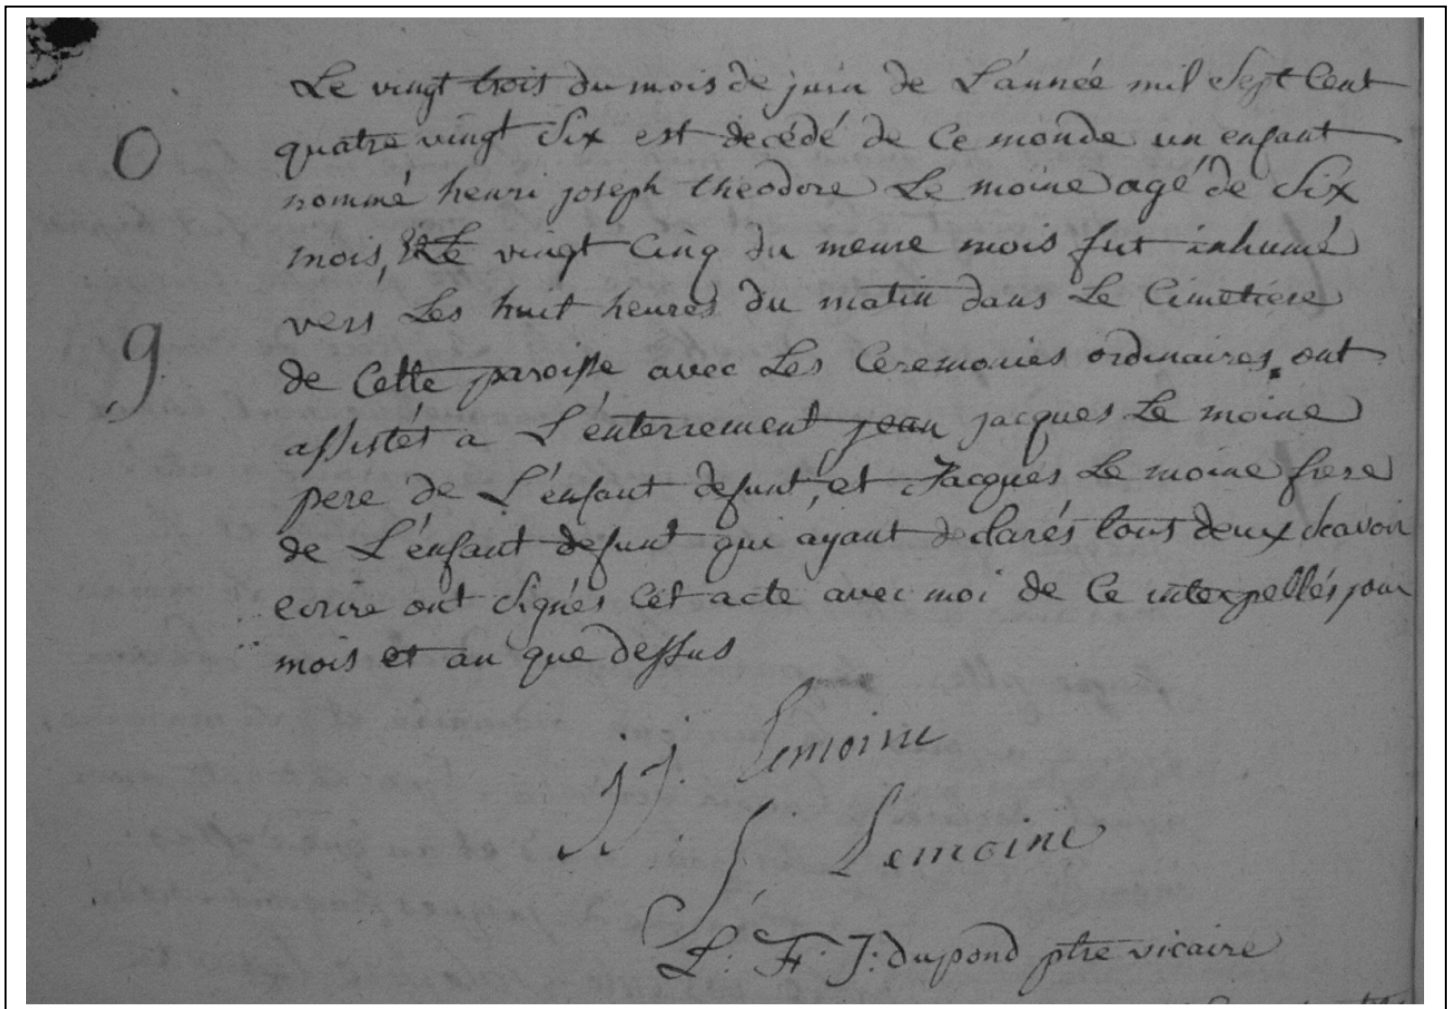 Le vingt trois du mois de juin de L'année mil Sept Cent
0
quatre vingt Six est decédé de Ce monde un enfant
nommé henri joseph theodore Le moine agé de Six
mois, & Le vingt Cinq du meme mois fut inhumé
vers Les huit heures du matin dans Le Cimetiere
9
de Cette paroisse avec Les Ceremonies ordinaires. ont
assistés a L'enterrement jean jacques Le moine
pere de L'enfant defunt, et Jacques Le moine frere
de L'enfant defunt qui áyant declarés tous deux scavoir
ecrire ont signés Cet acte avec moi de Ce interpellés jour
mois et an que dessus
j j. Lemoine
j. Lemoine
L. F. J. dupond ptre vicaire